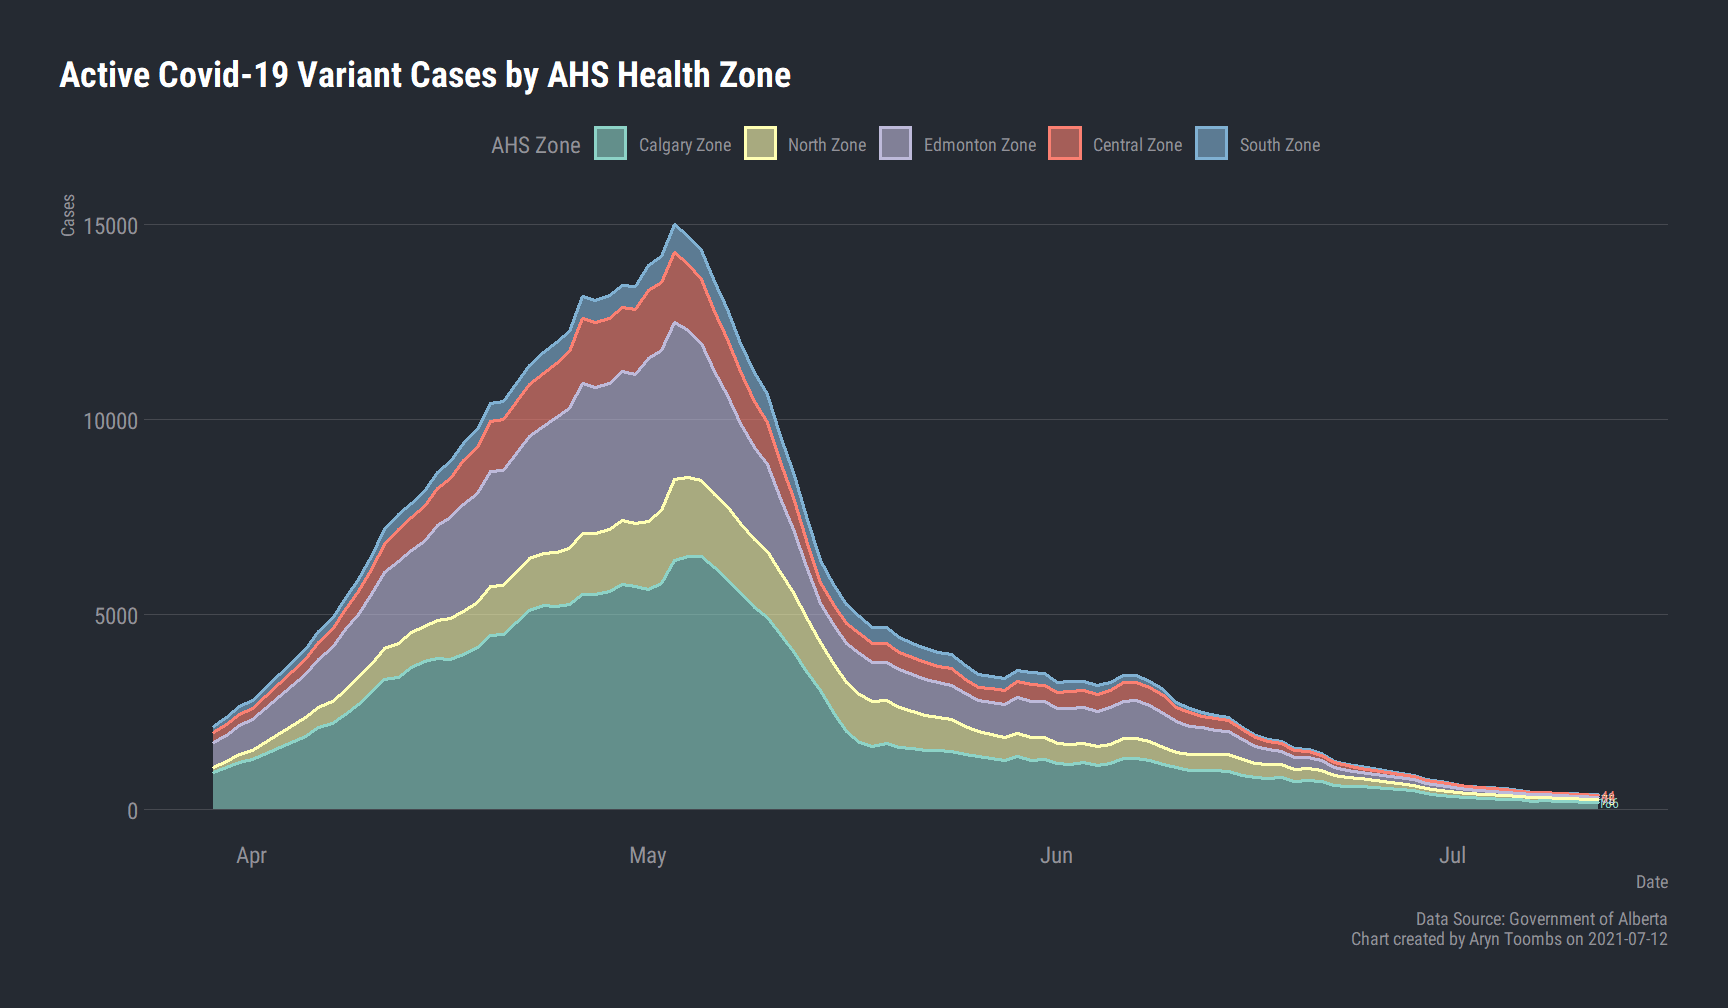 Active Covid-19 Variant Cases by AHS Health Zone
AHS Zone Calgary Zone North Zone Edmonton Zone Central Zone South Zone
Cases
15000
10000
5000
0
Apr May Jun Jul
Date
Data Source: Government of Alberta
Chart created by Aryn Toombs on 2021-07-12